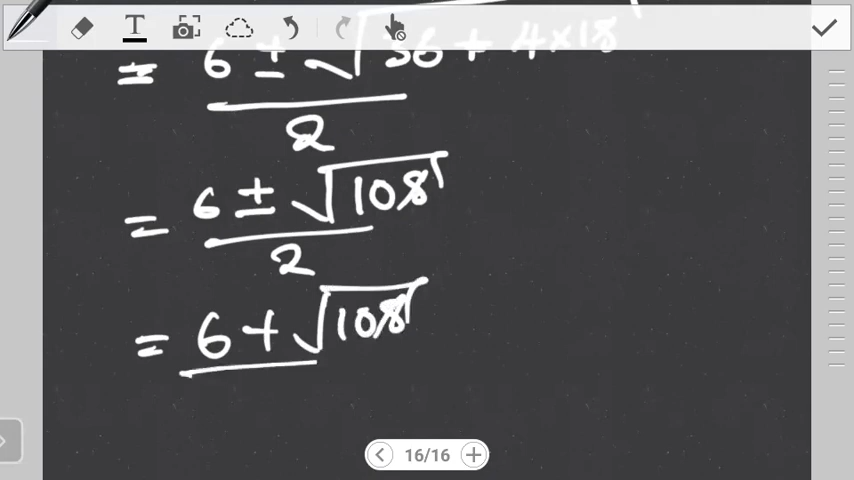 T
= 6 ± √36 + 4×18
2
= 6 ± √108
2
= 6 + √108
16/16